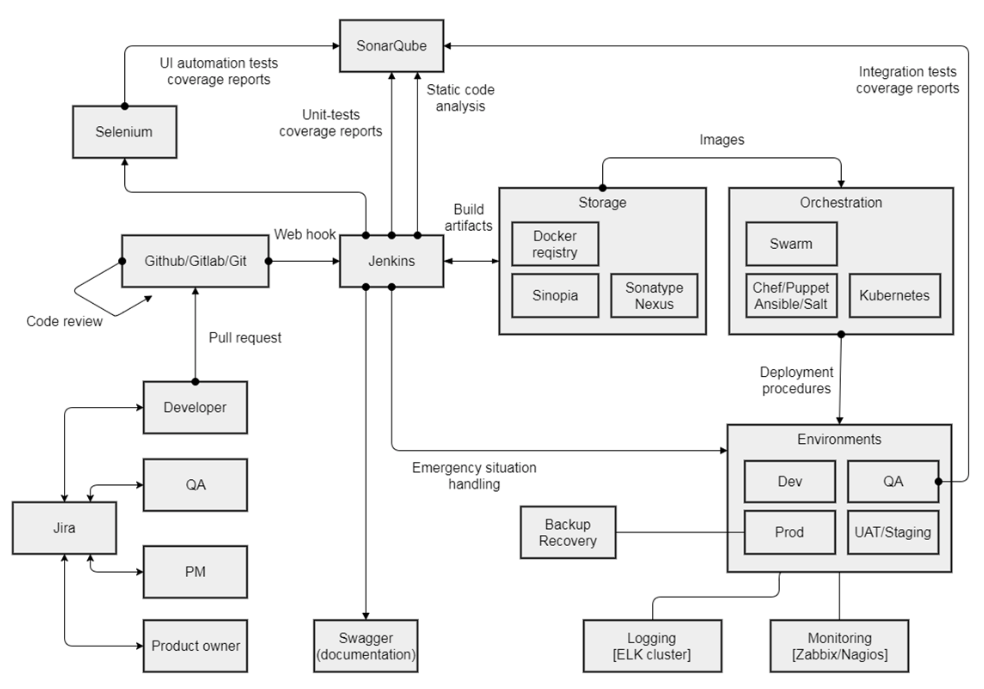 SonarQube
UI automation tests
coverage reports
Integration tests
coverage reports
Static code
analysis
Unit-tests
coverage reports
Selenium
Images
Storage
Orchestration
Build
artifacts
Docker
reqistry
Swarm
Web hook
Github/Gitlab/Git
Jenkins
Sinopia
Sonatype
Nexus
Chef/Puppet
Ansible/Salt
Kubernetes
Code review
Pull request
Deployment
procedures
Developer
Environments
Emergency situation
handling
QA
Dev
QA
Jira
Backup
Recovery
Prod
UAT/Staging
PM
Product owner
Swagger
(documentation)
Logging
[ELK cluster]
Monitoring
[Zabbix/Nagios]